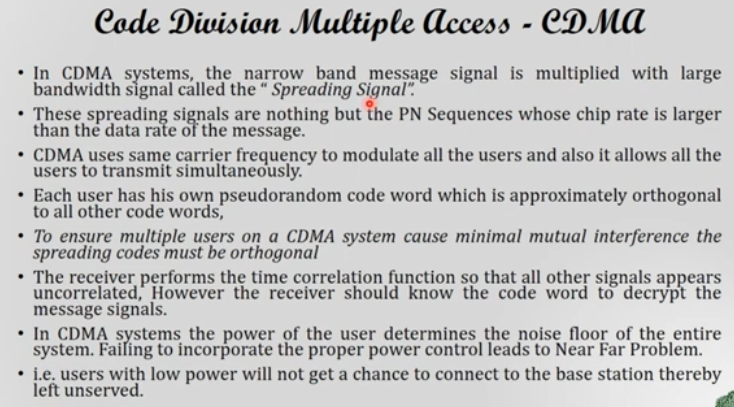 Code Division Multiple Access - CDMA
• In CDMA systems, the narrow band message signal is multiplied with large
bandwidth signal called the “ Spreading Signal”.
• These spreading signals are nothing but the PN Sequences whose chip rate is larger
than the data rate of the message.
• CDMA uses same carrier frequency to modulate all the users and also it allows all the
users to transmit simultaneously.
• Each user has his own pseudorandom code word which is approximately orthogonal
to all other code words,
• To ensure multiple users on a CDMA system cause minimal mutual interference the
spreading codes must be orthogonal
• The receiver performs the time correlation function so that all other signals appears
uncorrelated, However the receiver should know the code word to decrypt the
message signals.
• In CDMA systems the power of the user determines the noise floor of the entire
system. Failing to incorporate the proper power control leads to Near Far Problem.
• i.e. users with low power will not get a chance to connect to the base station thereby
left unserved.